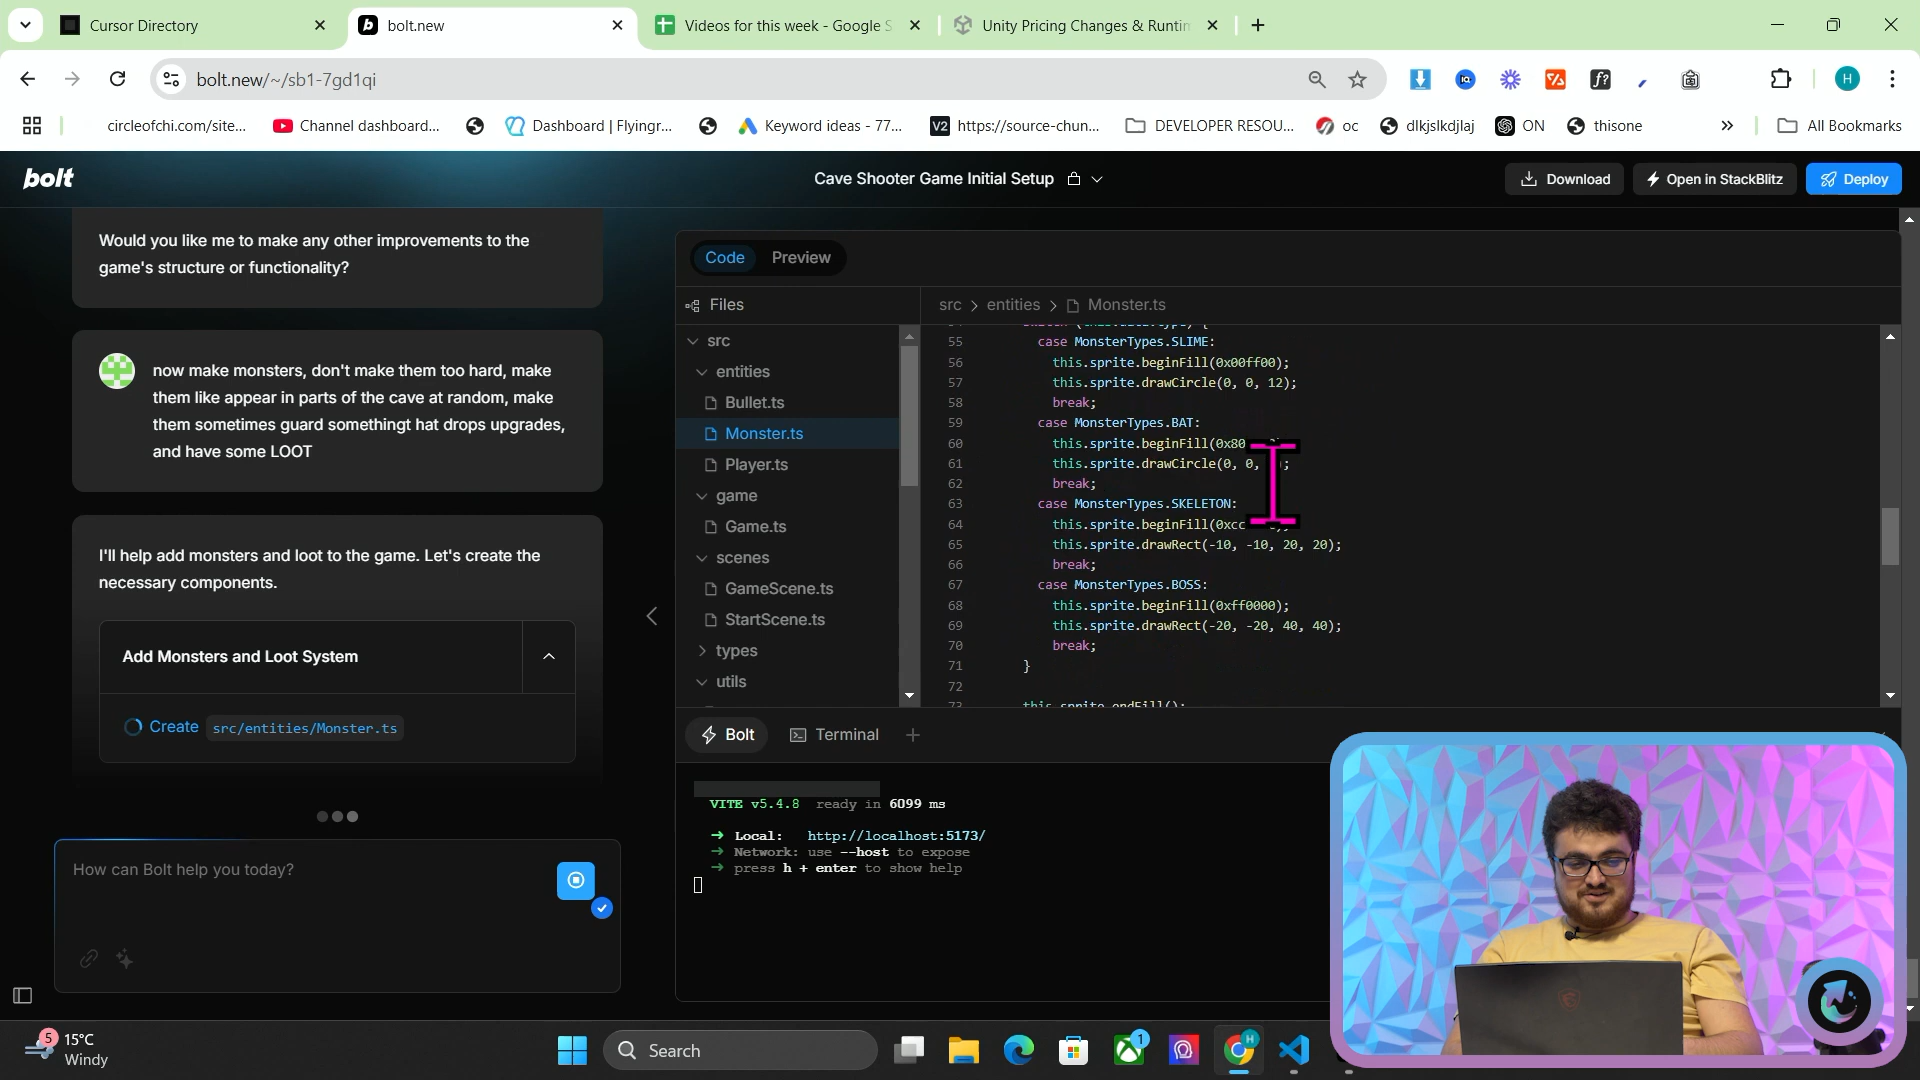 Cursor Directory
bolt.new
Videos for this week - Google S
Unity Pricing Changes & Runtim
bolt.new/~/sb1-7gd1qi
H
circleofchi.com/site...
Channel dashboard...
Dashboard | Flyingr...
Keyword ideas - 77...
V2
https://source-chun...
DEVELOPER RESOU...
oc
dlkjslkdjlaj
ON
thisone
All Bookmarks
bolt
Cave Shooter Game Initial Setup
Download
Open in StackBlitz
Deploy
Would you like me to make any other improvements to the
game's structure or functionality?
now make monsters, don't make them too hard, make
them like appear in parts of the cave at random, make
them sometimes guard somethingt hat drops upgrades,
and have some LOOT
I'll help add monsters and loot to the game. Let's create the
necessary components.
Add Monsters and Loot System
Create src/entities/Monster.ts
How can Bolt help you today?
Code
Preview
Files
src
entities
Bullet.ts
Monster.ts
Player.ts
game
Game.ts
scenes
GameScene.ts
StartScene.ts
types
utils
src > entities > Monster.ts
55 case MonsterTypes.SLIME:
56 this.sprite.beginFill(0x00ff00);
57 this.sprite.drawCircle(0, 0, 12);
58 break;
59 case MonsterTypes.BAT:
60 this.sprite.beginFill(0x80
61 this.sprite.drawCircle(0, 0, );
62 break;
63 case MonsterTypes.SKELETON:
64 this.sprite.beginFill(0xcc
65 this.sprite.drawRect(-10, -10, 20, 20);
66 break;
67 case MonsterTypes.BOSS:
68 this.sprite.beginFill(0xff0000);
69 this.sprite.drawRect(-20, -20, 40, 40);
70 break;
71 }
72
73 this.sprite.endFill();
Bolt
Terminal
VITE v5.4.8 ready in 6099 ms
➜ Local: http://localhost:5173/
➜ Network: use --host to expose
➜ press h + enter to show help
5
15°C
Windy
Search
1
H